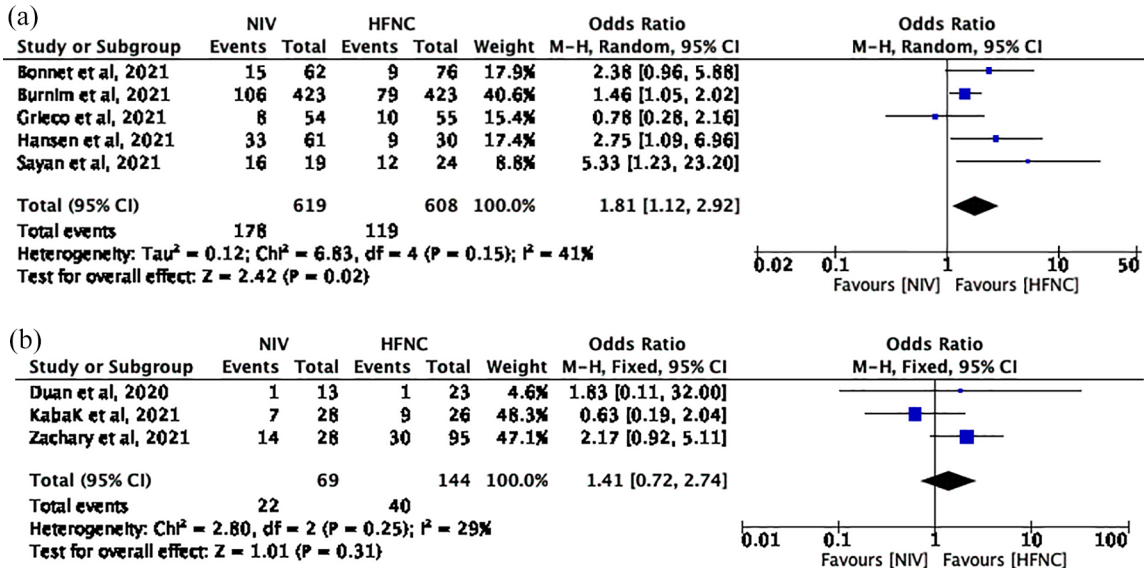 (a)
NIV HFNC Odds Ratio Odds Ratio
Study or Subgroup Events Total Events Total Weight M-H, Random, 95% CI M-H, Random, 95% CI
Bonnet et al, 2021 15 62 9 76 17.9% 2.38 [0.96, 5.88]
Burnim et al, 2021 106 423 79 423 40.6% 1.46 [1.05, 2.02]
Grieco et al, 2021 8 54 10 55 15.4% 0.78 [0.28, 2.16]
Hansen et al, 2021 33 61 9 30 17.4% 2.75 [1.09, 6.96]
Sayan et al, 2021 16 19 12 24 8.8% 5.33 [1.23, 23.20]
Total (95% CI) 619 608 100.0% 1.81 [1.12, 2.92]
Total events 178 119
Heterogeneity: Tau² = 0.12; Chi² = 6.83, df = 4 (P = 0.15); I² = 41%
Test for overall effect: Z = 2.42 (P = 0.02)
0.02 0.1 1 10 50
Favours [NIV] Favours [HFNC]
(b)
NIV HFNC Odds Ratio Odds Ratio
Study or Subgroup Events Total Events Total Weight M-H, Fixed, 95% CI M-H, Fixed, 95% CI
Duan et al, 2020 1 13 1 23 4.6% 1.83 [0.11, 32.00]
KabaK et al, 2021 7 28 9 26 48.3% 0.63 [0.19, 2.04]
Zachary et al, 2021 14 28 30 95 47.1% 2.17 [0.92, 5.11]
Total (95% CI) 69 144 100.0% 1.41 [0.72, 2.74]
Total events 22 40
Heterogeneity: Chi² = 2.80, df = 2 (P = 0.25); I² = 29%
Test for overall effect: Z = 1.01 (P = 0.31)
0.01 0.1 1 10 100
Favours [NIV] Favours [HFNC]